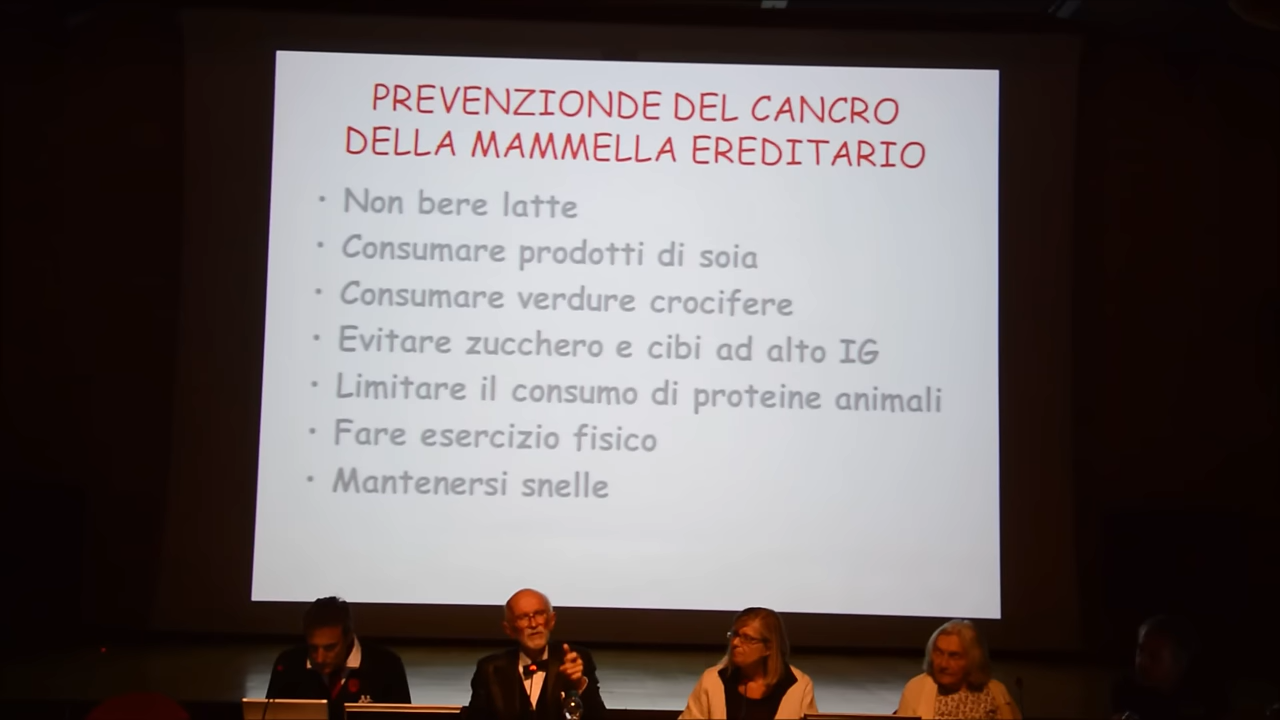 PREVENZIONDE DEL CANCRO
DELLA MAMMELLA EREDITARIO
• Non bere latte
• Consumare prodotti di soia
• Consumare verdure crocifere
• Evitare zucchero e cibi ad alto IG
• Limitare il consumo di proteine animali
• Fare esercizio fisico
• Mantenersi snelle